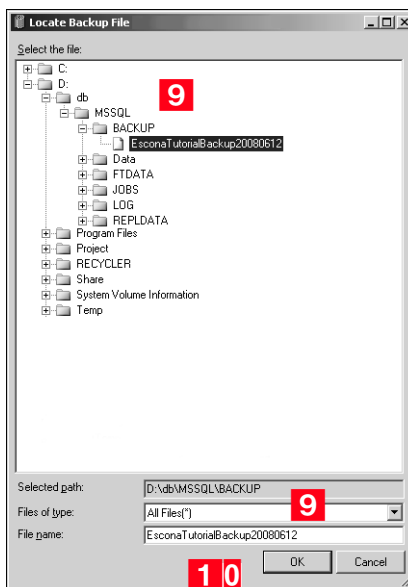 Locate Backup File
Select the file:
C:
D:
db
9
MSSQL
BACKUP
EsconaTutorialBackup20080612
Data
FTDATA
JOBS
LOG
REPLDATA
Program Files
Project
RECYCLER
Share
System Volume Information
Temp
Selected path: D:\db\MSSQL\BACKUP
9
Files of type: All Files(*)
File name: EsconaTutorialBackup20080612
10
OK Cancel